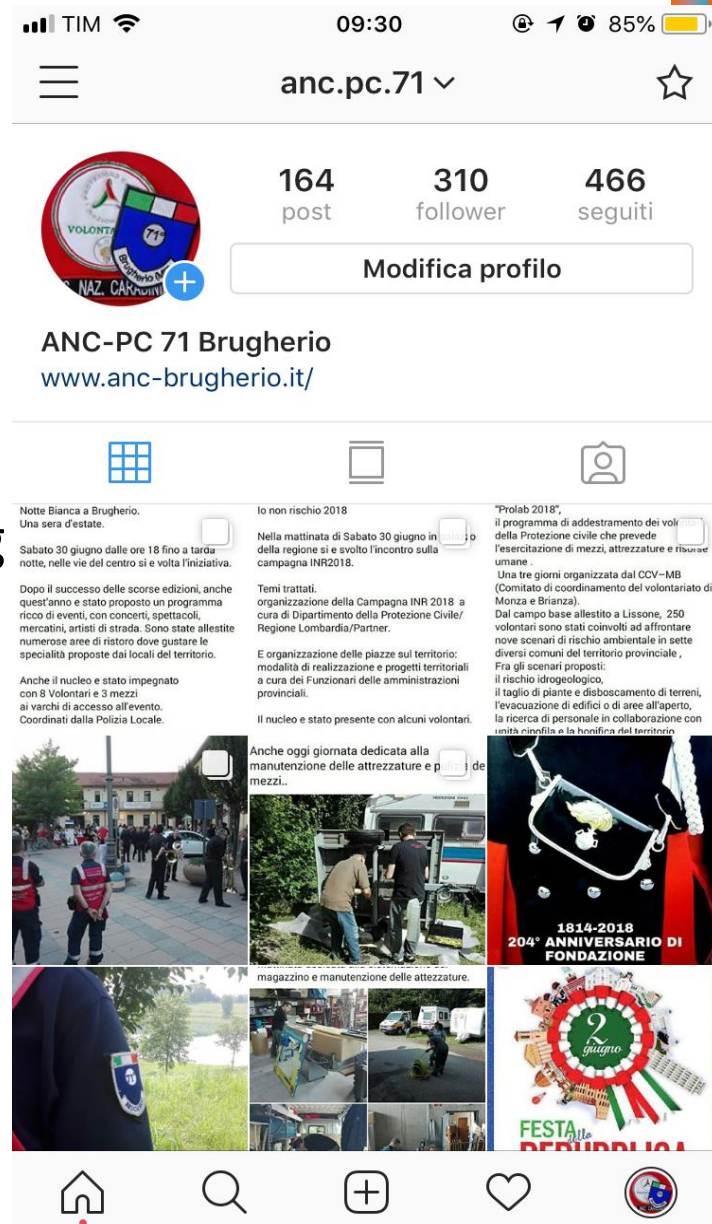 TIM
09:30
85%
anc.pc.71
164
310
466
post
follower
seguiti
Modifica profilo
VOLONTA
71°
Brugherio
NAZ.
ANC-PC 71 Brugherio
www.anc-brugherio.it/
g
Notte Bianca a Brugherio.
Una sera d'estate.
Sabato 30 giugno dalle ore 18 fino a tarda
notte, nelle vie del centro si e volta l'iniziativa.
Dopo il successo delle scorse edizioni, anche
quest'anno e stato proposto un programma
ricco di eventi, con concerti, spettacoli,
mercatini, artisti di strada. Sono state allestite
numerose aree di ristoro dove gustare le
specialità proposte dai locali del territorio.
Anche il nucleo e stato impegnato
con 8 Volontari e 3 mezzi
ai varchi di accesso all'evento.
Coordinati dalla Polizia Locale.
Io non rischio 2018
Nella mattinata di Sabato 30 giugno in
della regione si e svolto l'incontro sulla
campagna INR2018.
Temi trattati.
organizzazione della Campagna INR 2018 a
cura di Dipartimento della Protezione Civile/
Regione Lombardia/Partner.
E organizzazione delle piazze sul territorio:
modalità di realizzazione e progetti territoriali
a cura dei Funzionari delle amministrazioni
provinciali.
Il nucleo e stato presente con alcuni volontari.
"Prolab 2018",
il programma di addestramento dei
della Protezione civile che prevede
l'esercitazione di mezzi, attrezzature e risorse
umane .
Una tre giorni organizzata dal CCV–MB
(Comitato di coordinamento del volontariato di
Monza e Brianza).
Dal campo base allestito a Lissone, 250
volontari sono stati coinvolti ad affrontare
nove scenari di rischio ambientale in sette
diversi comuni del territorio provinciale ,
Fra gli scenari proposti:
il rischio idrogeologico,
il taglio di piante e disboscamento di terreni,
l'evacuazione di edifici o di aree all'aperto,
la ricerca di personale in collaborazione con
unità cinofila e la bonifica del territorio
Anche oggi giornata dedicata alla
manutenzione delle attrezzature e pulizia de
mezzi..
1814-2018
204° ANNIVERSARIO DI
FONDAZIONE
magazzino e manutenzione delle attezzature.
2
giugno
FESTA della
REPUBBLICA